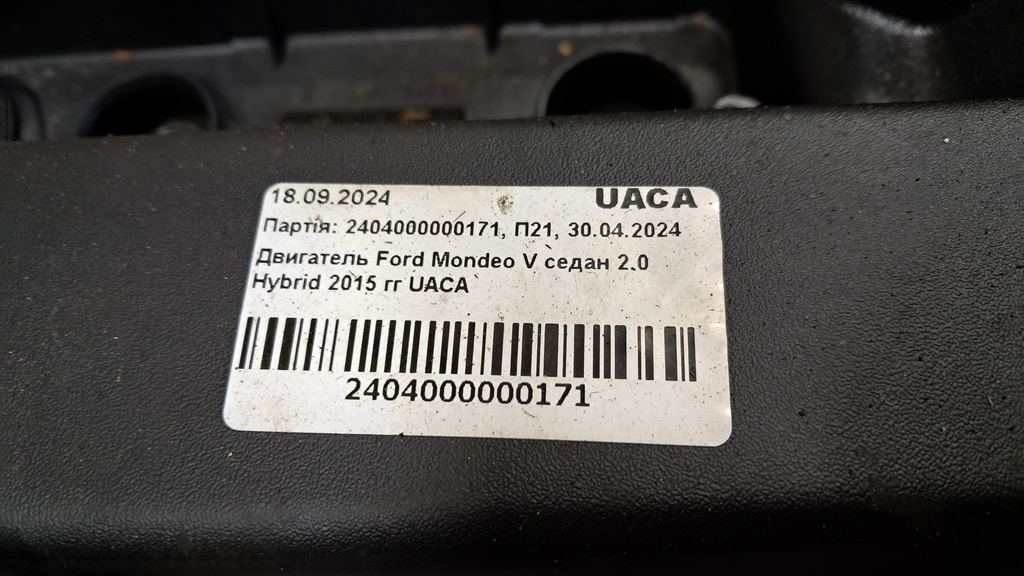 18.09.2024 UACA
Партія: 2404000000171, П21, 30.04.2024
Двигатель Ford Mondeo V седан 2.0
Hybrid 2015 гг UACA
2404000000171